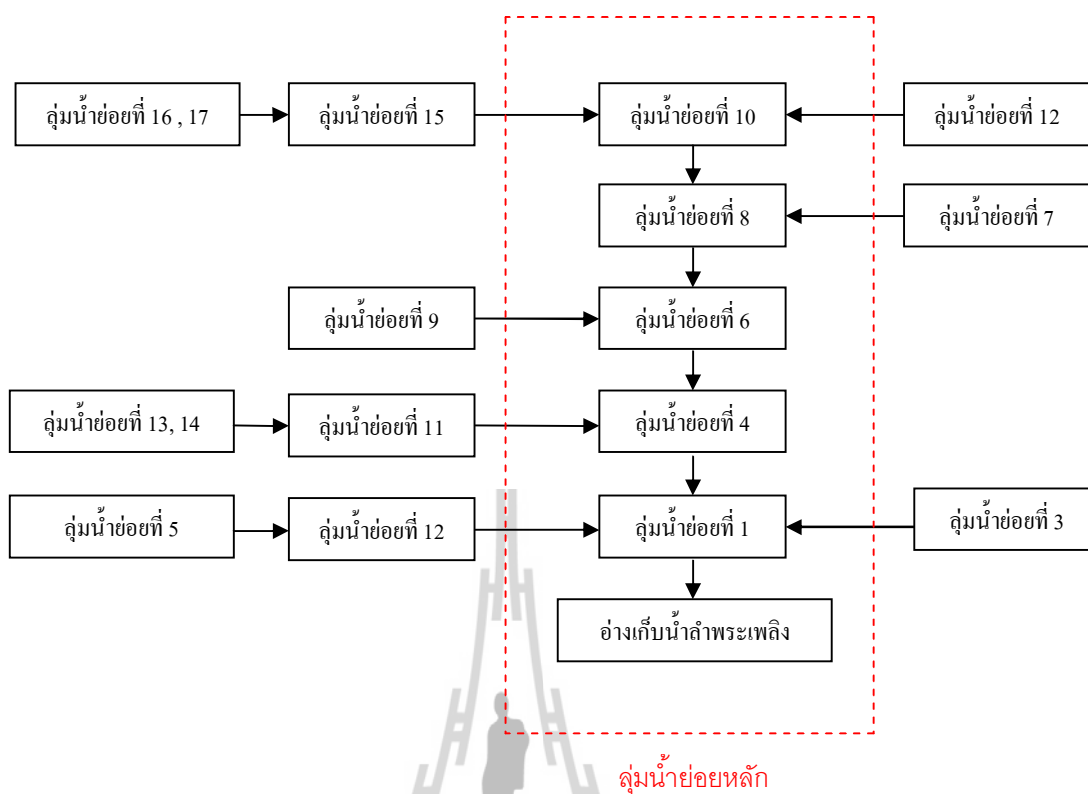 ลุ่มน้ำย่อยที่ 16 , 17
ลุ่มน้ำย่อยที่ 15
ลุ่มน้ำย่อยที่ 10
ลุ่มน้ำย่อยที่ 12
ลุ่มน้ำย่อยที่ 8
ลุ่มน้ำย่อยที่ 7
ลุ่มน้ำย่อยที่ 9
ลุ่มน้ำย่อยที่ 6
ลุ่มน้ำย่อยที่ 13, 14
ลุ่มน้ำย่อยที่ 11
ลุ่มน้ำย่อยที่ 4
ลุ่มน้ำย่อยที่ 5
ลุ่มน้ำย่อยที่ 12
ลุ่มน้ำย่อยที่ 1
ลุ่มน้ำย่อยที่ 3
อ่างเก็บน้ำลำพระเพลิง
ลุ่มน้ำย่อยหลัก